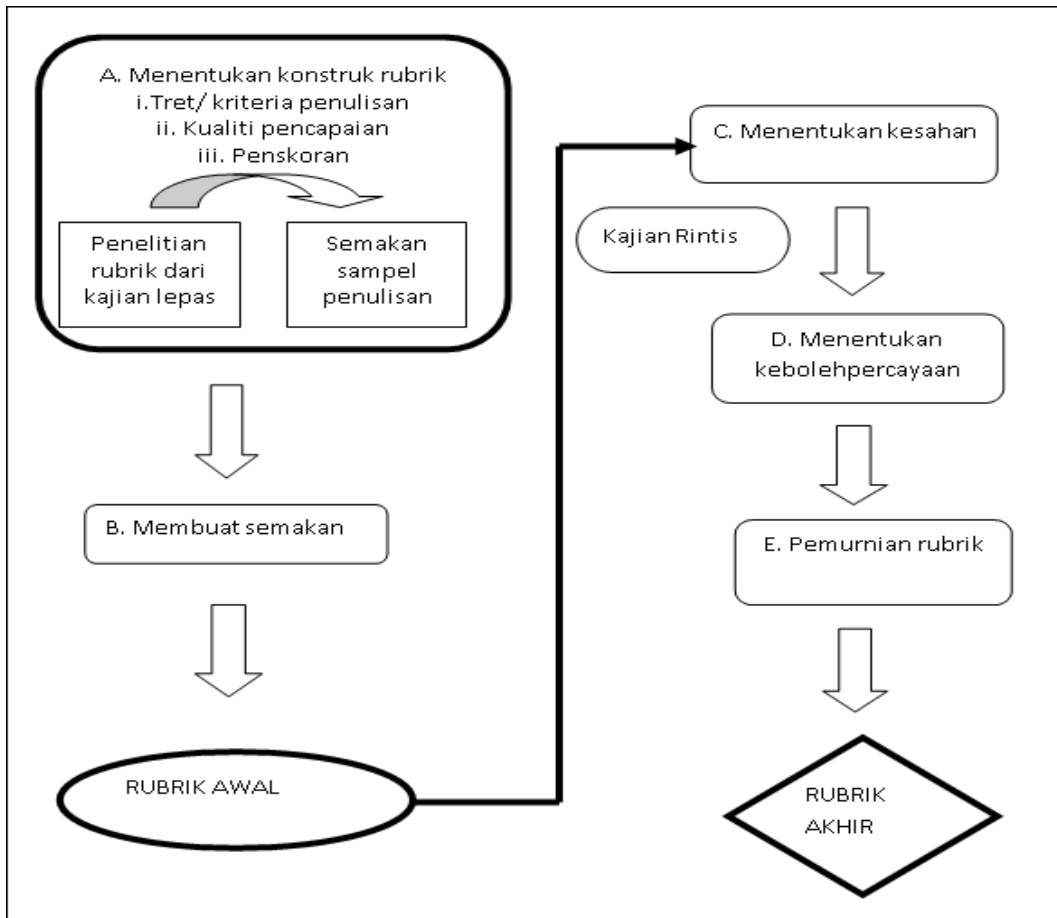 A. Menentukan konstruk rubrik
i.Tret/ kriteria penulisan
ii. Kualiti pencapaian
iii. Penskoran
Penelitian
rubrik dari
kajian lepas
Semakan
sampel
penulisan
B. Membuat semakan
RUBRIK AWAL
C. Menentukan kesahan
Kajian Rintis
D. Menentukan
kebolehpercayaan
E. Pemurnian rubrik
RUBRIK
AKHIR